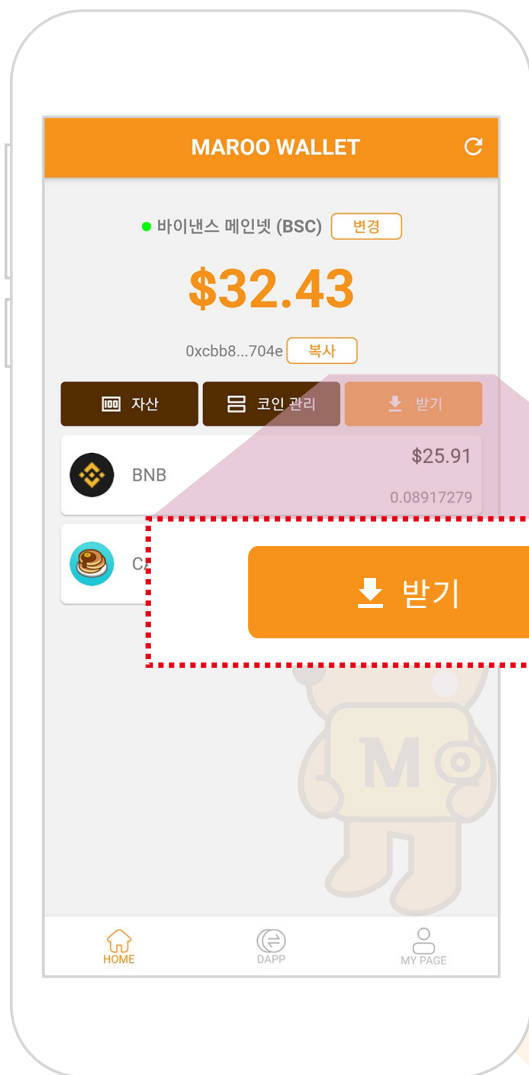 MAROO WALLET
바이낸스 메인넷 (BSC) 변경
$32.43
0xcbb8...704e 복사
자산 코인 관리 받기
BNB $25.91
0.08917279
받기
M
HOME DAPP MY PAGE